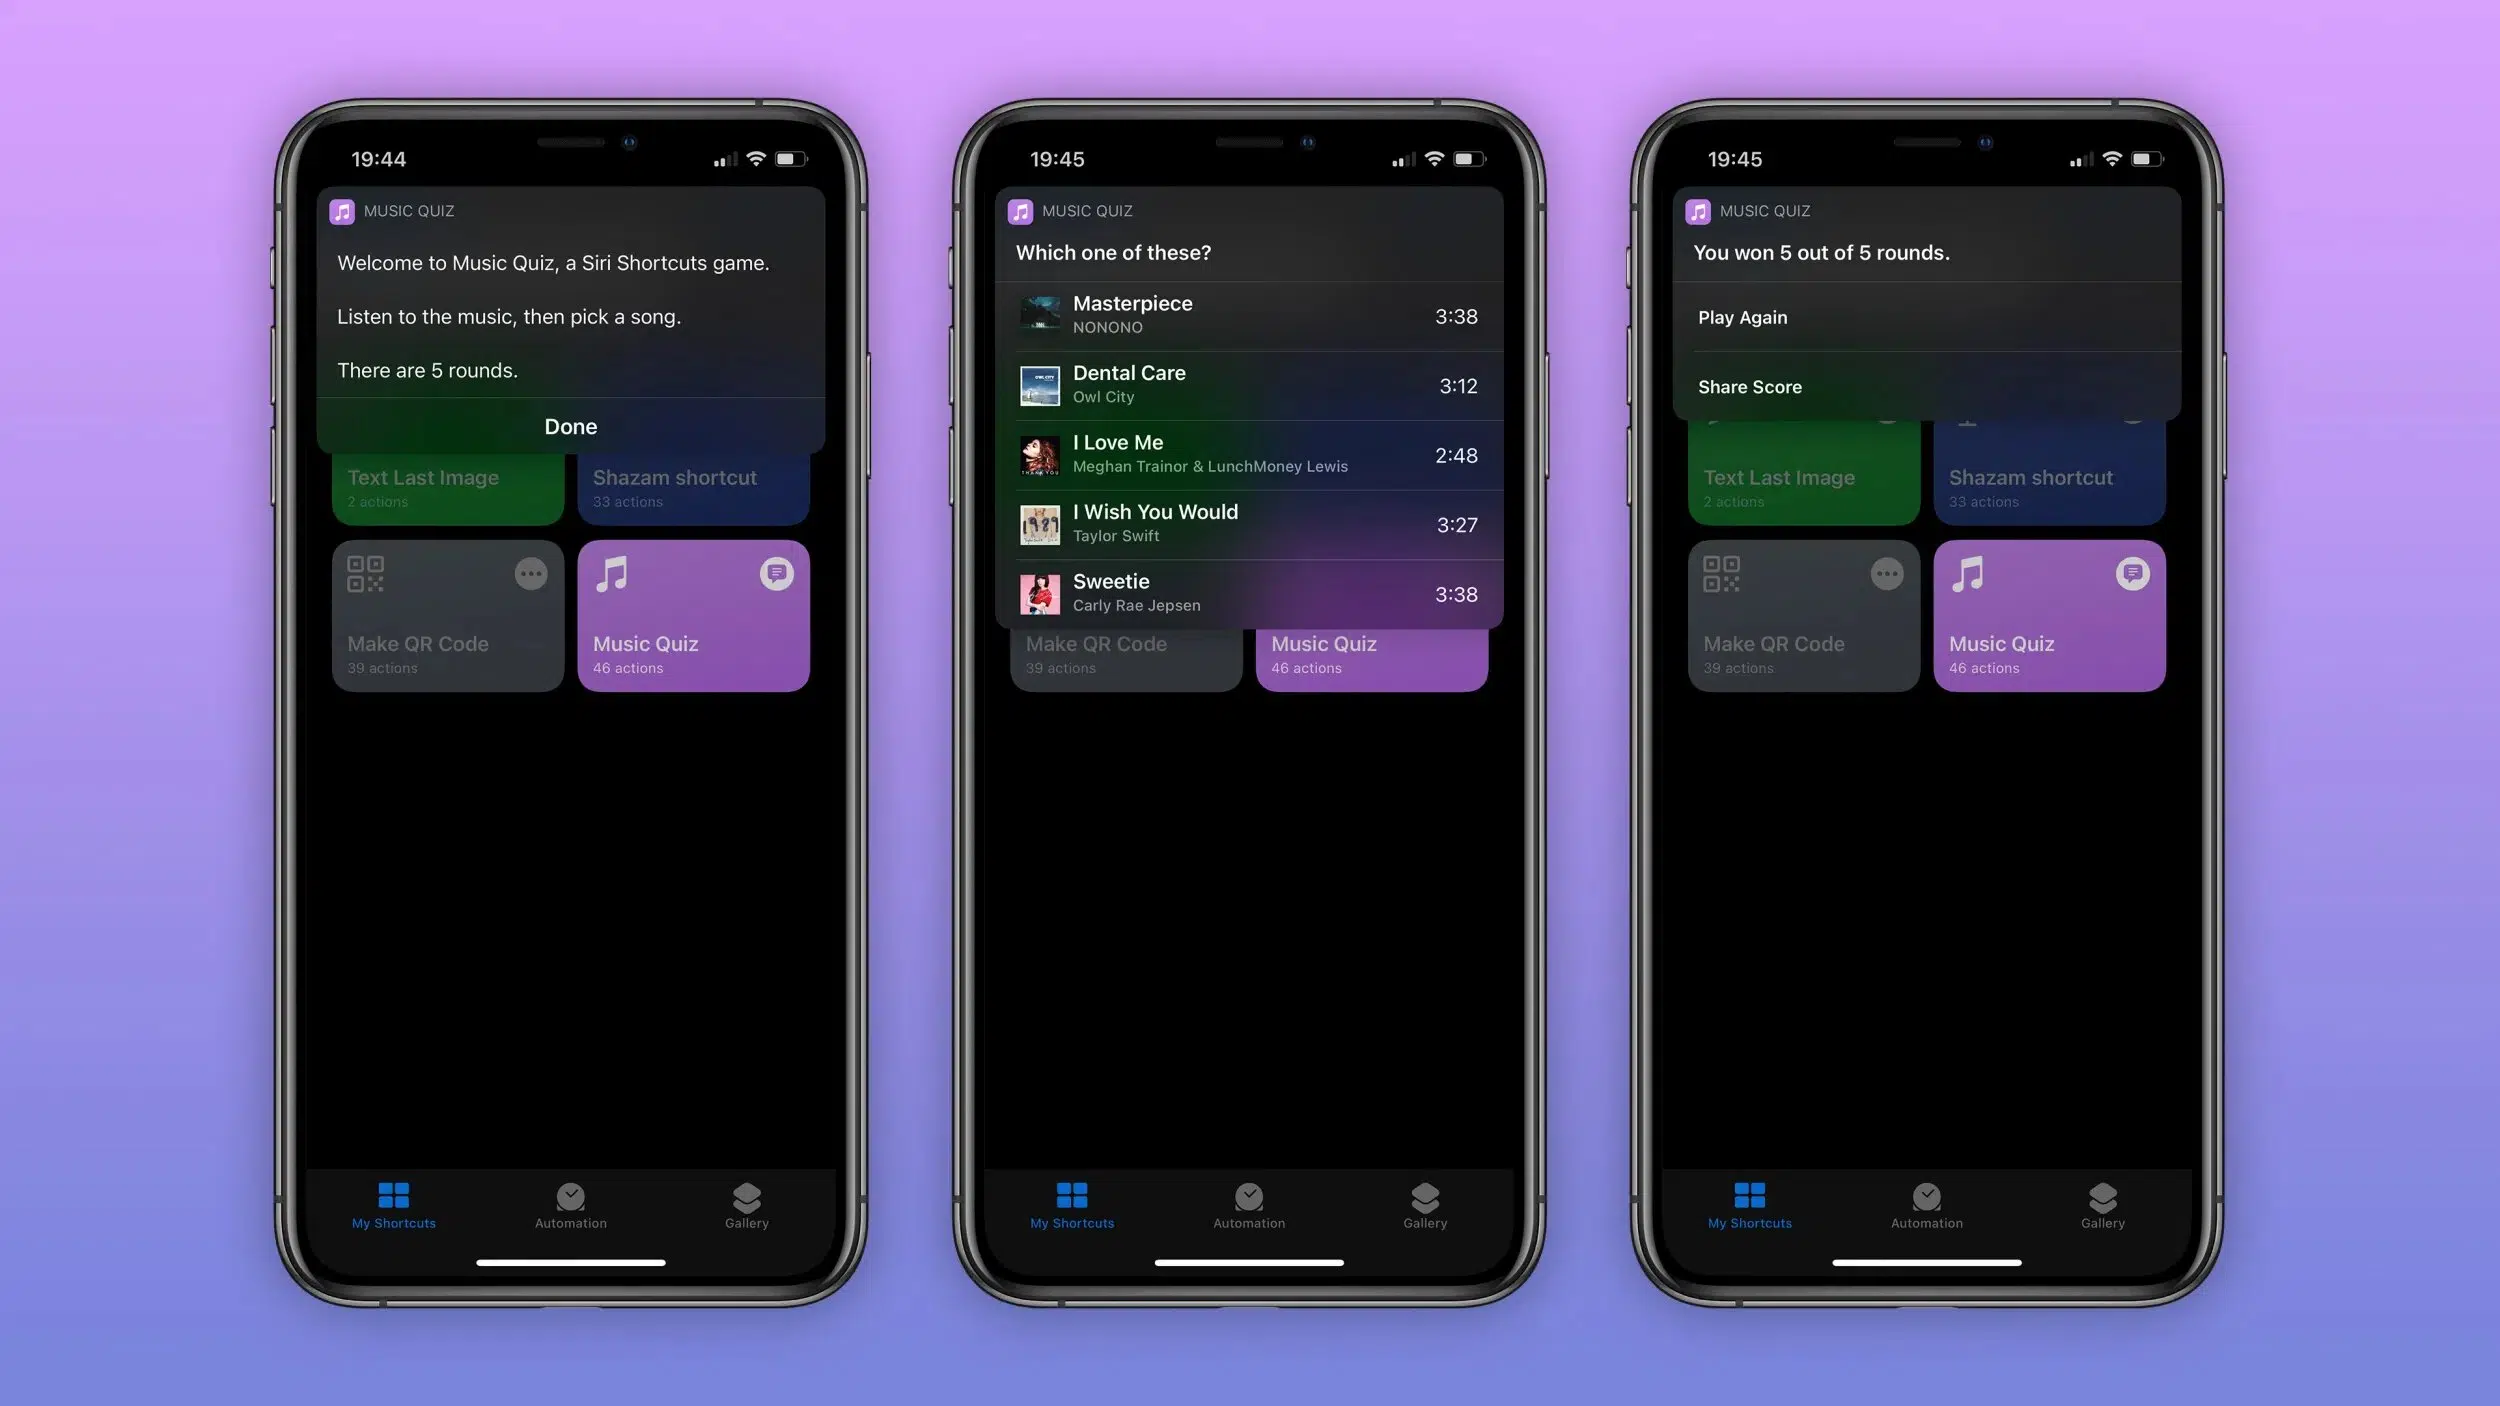 19:44
MUSIC QUIZ
Welcome to Music Quiz, a Siri Shortcuts game.
Listen to the music, then pick a song.
There are 5 rounds.
Done
Text Last Image
2 actions
Shazam shortcut
33 actions
Make QR Code
39 actions
Music Quiz
46 actions
My Shortcuts
Automation
Gallery
19:45
MUSIC QUIZ
Which one of these?
Masterpiece
NONONO
3:38
Dental Care
Owl City
3:12
I Love Me
Meghan Trainor & LunchMoney Lewis
2:48
I Wish You Would
Taylor Swift
3:27
Sweetie
Carly Rae Jepsen
3:38
Make QR Code
39 actions
Music Quiz
46 actions
My Shortcuts
Automation
Gallery
19:45
MUSIC QUIZ
You won 5 out of 5 rounds.
Play Again
Share Score
Text Last Image
2 actions
Shazam shortcut
33 actions
Make QR Code
39 actions
Music Quiz
46 actions
My Shortcuts
Automation
Gallery